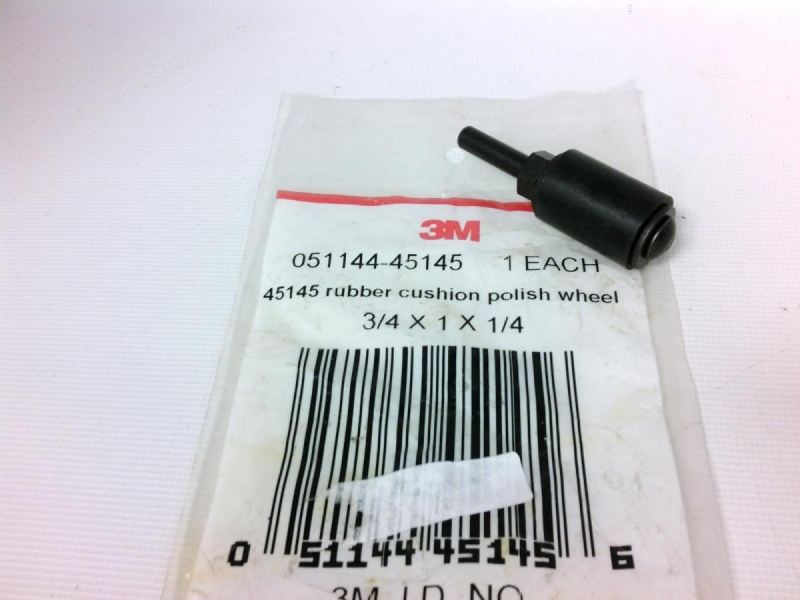 3M
051144-45145 1 EACH
45145 rubber cushion polish wheel
3/4 X 1 X 1/4
0 51144 45145 6
3M I.D. NO.